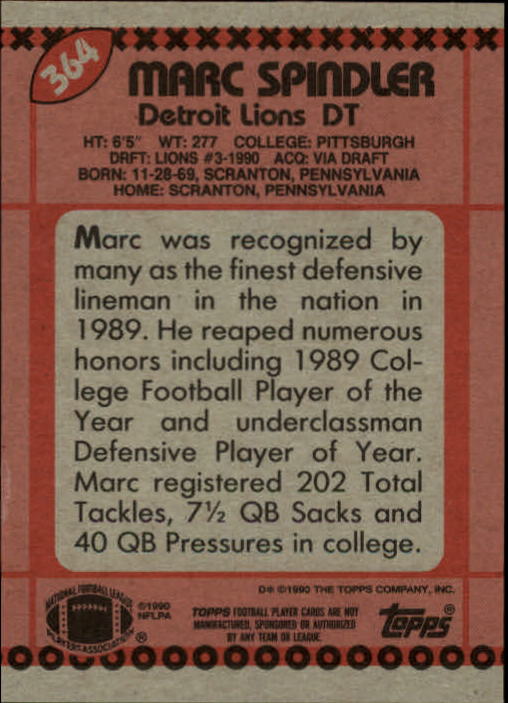 364
MARC SPINDLER
Detroit Lions DT
HT: 6'5" WT: 277 COLLEGE: PITTSBURGH
DRFT: LIONS #3-1990 ACQ: VIA DRAFT
BORN: 11-28-69, SCRANTON, PENNSYLVANIA
HOME: SCRANTON, PENNSYLVANIA
Marc was recognized by
many as the finest defensive
lineman in the nation in
1989. He reaped numerous
honors including 1989 Col-
lege Football Player of the
Year and underclassman
Defensive Player of Year.
Marc registered 202 Total
Tackles, 7½ QB Sacks and
40 QB Pressures in college.
D* ©1990 THE TOPPS COMPANY, INC.
NATIONAL FOOTBALL LEAGUE
PLAYERS ASSOCIATION ®
©1990
NFLPA
TOPPS FOOTBALL PLAYER CARDS ARE NOT
MANUFACTURED, SPONSORED OR AUTHORIZED
BY ANY TEAM OR LEAGUE.
topps®